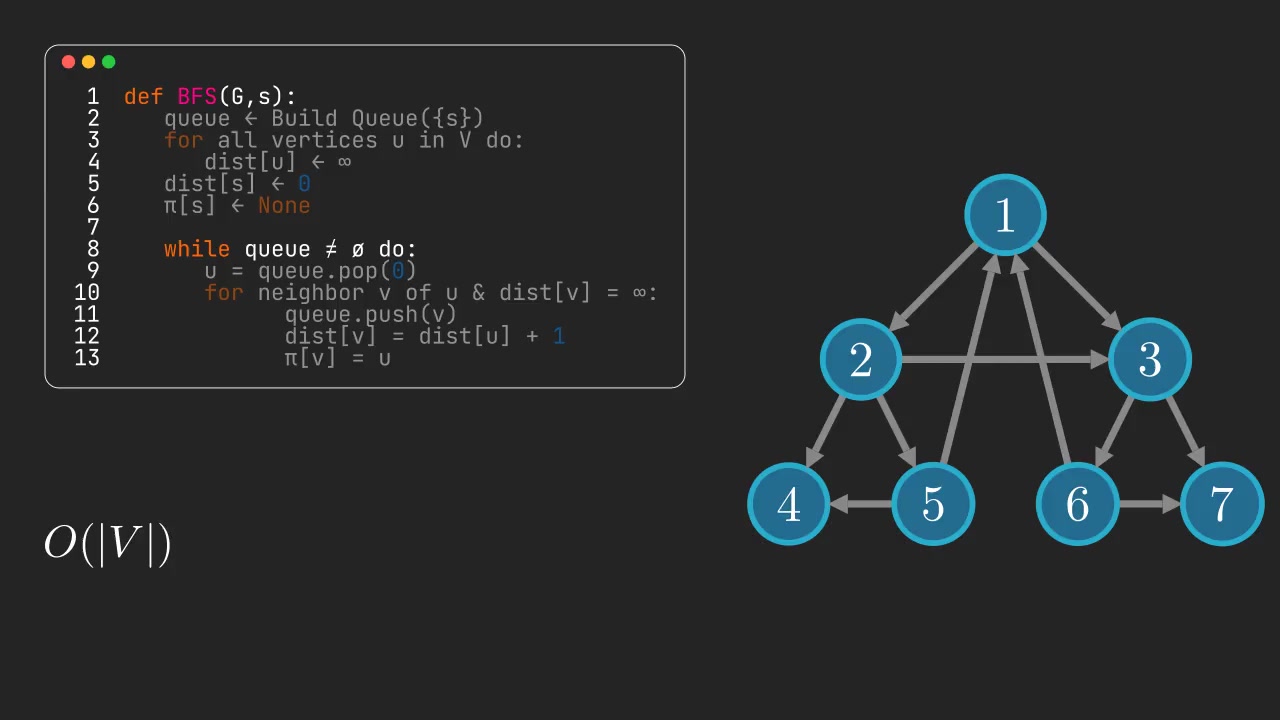 1 def BFS(G,s):
2 queue ← Build Queue({s})
3 for all vertices u in V do:
4 dist[u] ← ∞
5 dist[s] ← 0
6 π[s] ← None
7
8 while queue ≠ ø do:
9 u = queue.pop(0)
10 for neighbor v of u & dist[v] = ∞:
11 queue.push(v)
12 dist[v] = dist[u] + 1
13 π[v] = u
O(|V|)
1
2 3
4 5 6 7